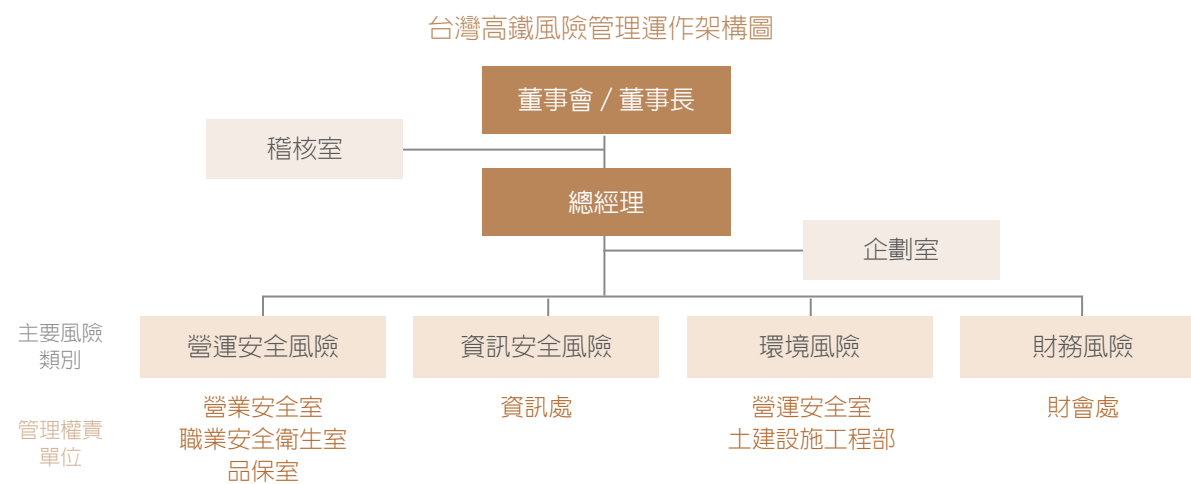 台灣高鐵風險管理運作架構圖
董事會 / 董事長
稽核室
總經理
企劃室
主要風險
類別
營運安全風險
資訊安全風險
環境風險
財務風險
管理權責
單位
營業安全室
職業安全衛生室
品保室
資訊處
營運安全室
土建設施工程部
財會處